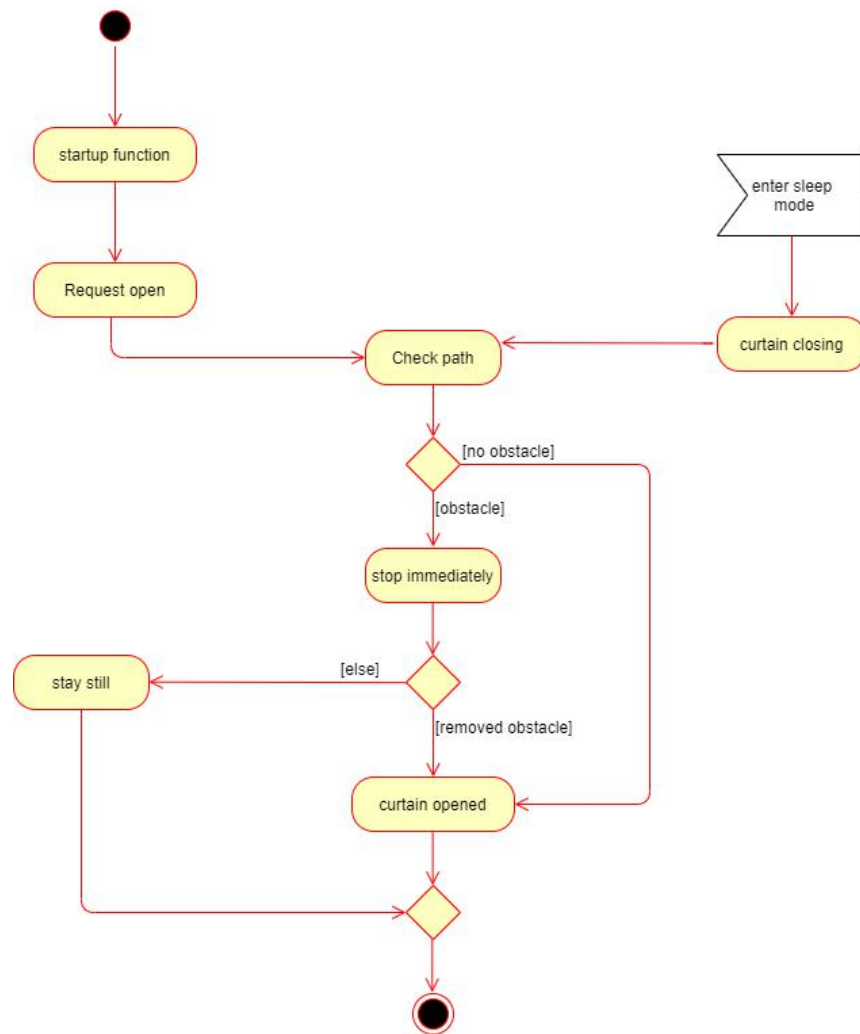 startup function
enter sleep
mode
Request open
Check path
curtain closing
[no obstacle]
[obstacle]
stop immediately
[else]
stay still
[removed obstacle]
curtain opened